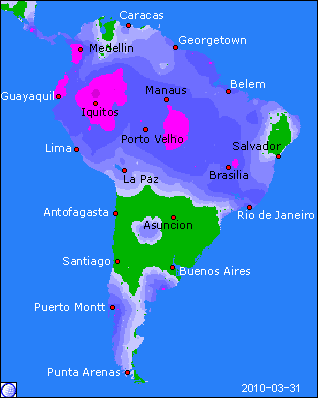 Caracas
Georgetown
Medellin
Belem
Manaus
Guayaquil
Iquitos
Porto Velho
Lima
Salvador
La Paz
Brasilia
Antofagasta
Rio de Janeiro
Asuncion
Santiago
Buenos Aires
Puerto Montt
Punta Arenas
2010-03-31